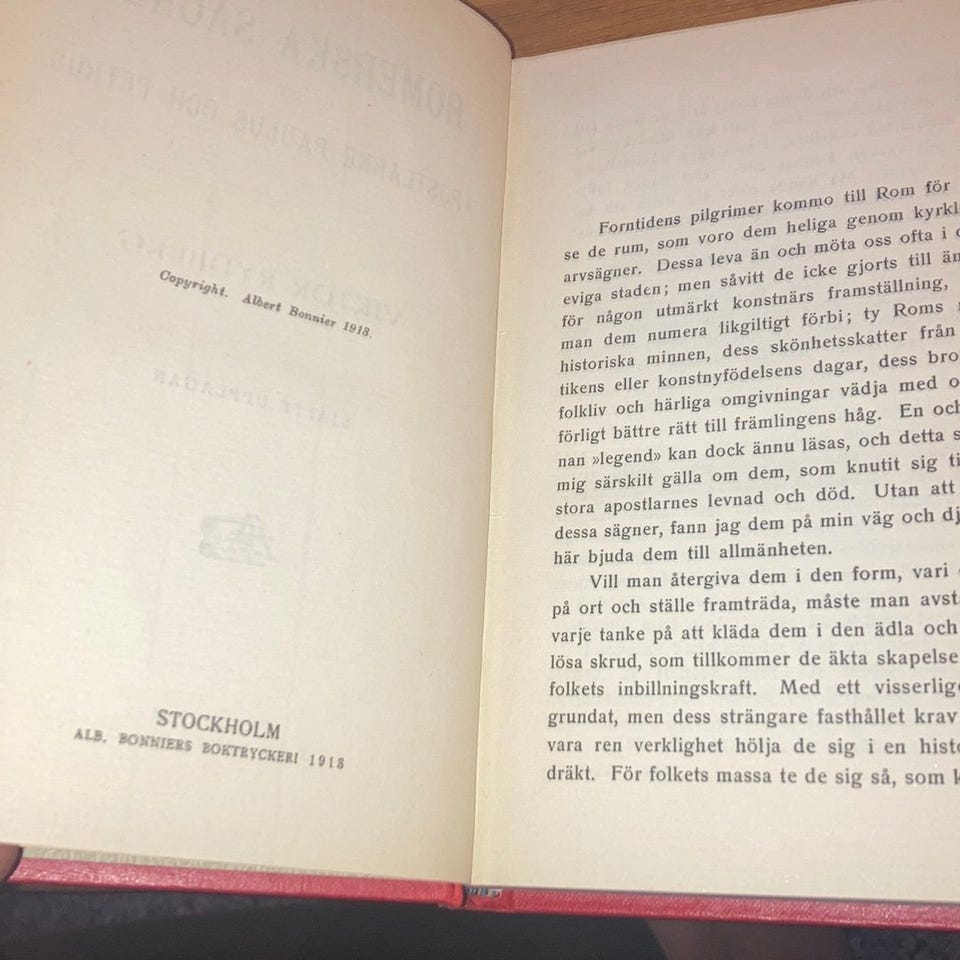 Copyright. Albert Bonnier 1913.
STOCKHOLM
ALB. BONNIERS BOKTRYCKERI 1913
Forntidens pilgrimer kommo till Rom för
se de rum, som voro dem heliga genom kyrkl
arvsägner. Dessa leva än och möta oss ofta i
eviga staden; men såvitt de icke gjorts till än
för någon utmärkt konstnärs framställning,
man dem numera likgiltigt förbi; ty Roms
historiska minnen, dess skönhetsskatter från
tikens eller konstnyfödelsens dagar, dess bro
folkliv och härliga omgivningar vädja med o
förligt bättre rätt till främlingens håg. En och
nan »legend» kan dock ännu läsas, och detta s
mig särskilt gälla om dem, som knutit sig ti
stora apostlarnes levnad och död. Utan att
dessa sägner, fann jag dem på min väg och dj
här bjuda dem till allmänheten.
Vill man återgiva dem i den form, vari
på ort och ställe framträda, måste man avst
varje tanke på att kläda dem i den ädla och
lösa skrud, som tillkommer de äkta skapelse
folkets inbillningskraft. Med ett visserlige
grundat, men dess strängare fasthållet krav
vara ren verklighet hölja de sig i en histo
dräkt. För folkets massa te de sig så, som k